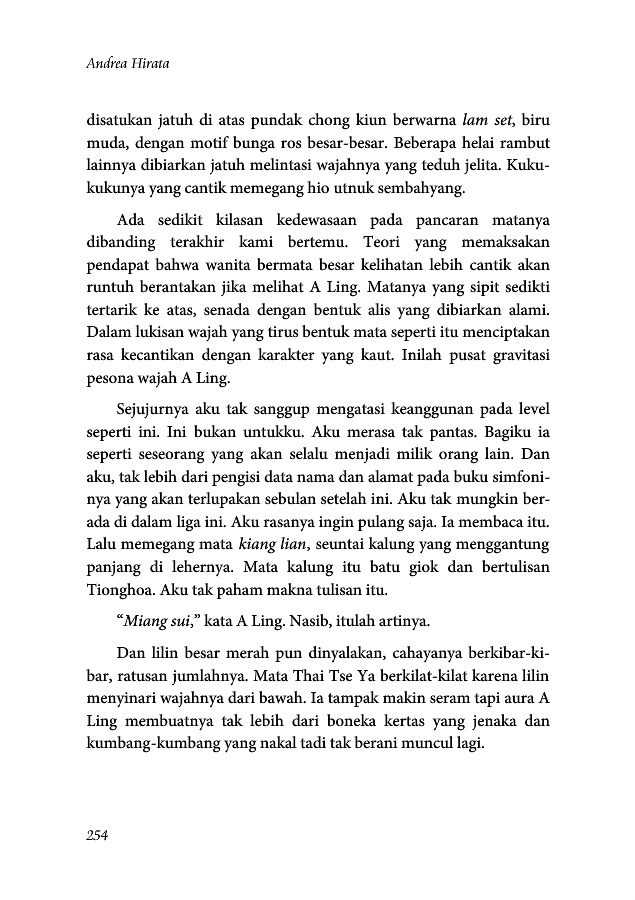 Andrea Hirata
disatukan jatuh di atas pundak chong kiun berwarna lam set, biru
muda, dengan motif bunga ros besar-besar. Beberapa helai rambut
lainnya dibiarkan jatuh melintasi wajahnya yang teduh jelita. Kuku-
kukunya yang cantik memegang hio utnuk sembahyang.
Ada sedikit kilasan kedewasaan pada pancaran matanya
dibanding terakhir kami bertemu. Teori yang memaksakan
pendapat bahwa wanita bermata besar kelihatan lebih cantik akan
runtuh berantakan jika melihat A Ling. Matanya yang sipit sedikti
tertarik ke atas, senada dengan bentuk alis yang dibiarkan alami.
Dalam lukisan wajah yang tirus bentuk mata seperti itu menciptakan
rasa kecantikan dengan karakter yang kaut. Inilah pusat gravitasi
pesona wajah A Ling.
Sejujurnya aku tak sanggup mengatasi keanggunan pada level
seperti ini. Ini bukan untukku. Aku merasa tak pantas. Bagiku ia
seperti seseorang yang akan selalu menjadi milik orang lain. Dan
aku, tak lebih dari pengisi data nama dan alamat pada buku simfoni-
nya yang akan terlupakan sebulan setelah ini. Aku tak mungkin ber-
ada di dalam liga ini. Aku rasanya ingin pulang saja. Ia membaca itu.
Lalu memegang mata kiang lian, seuntai kalung yang menggantung
panjang di lehernya. Mata kalung itu batu giok dan bertulisan
Tionghoa. Aku tak paham makna tulisan itu.
“Miang sui,” kata A Ling. Nasib, itulah artinya.
Dan lilin besar merah pun dinyalakan, cahayanya berkibar-ki-
bar, ratusan jumlahnya. Mata Thai Tse Ya berkilat-kilat karena lilin
menyinari wajahnya dari bawah. Ia tampak makin seram tapi aura A
Ling membuatnya tak lebih dari boneka kertas yang jenaka dan
kumbang-kumbang yang nakal tadi tak berani muncul lagi.
254